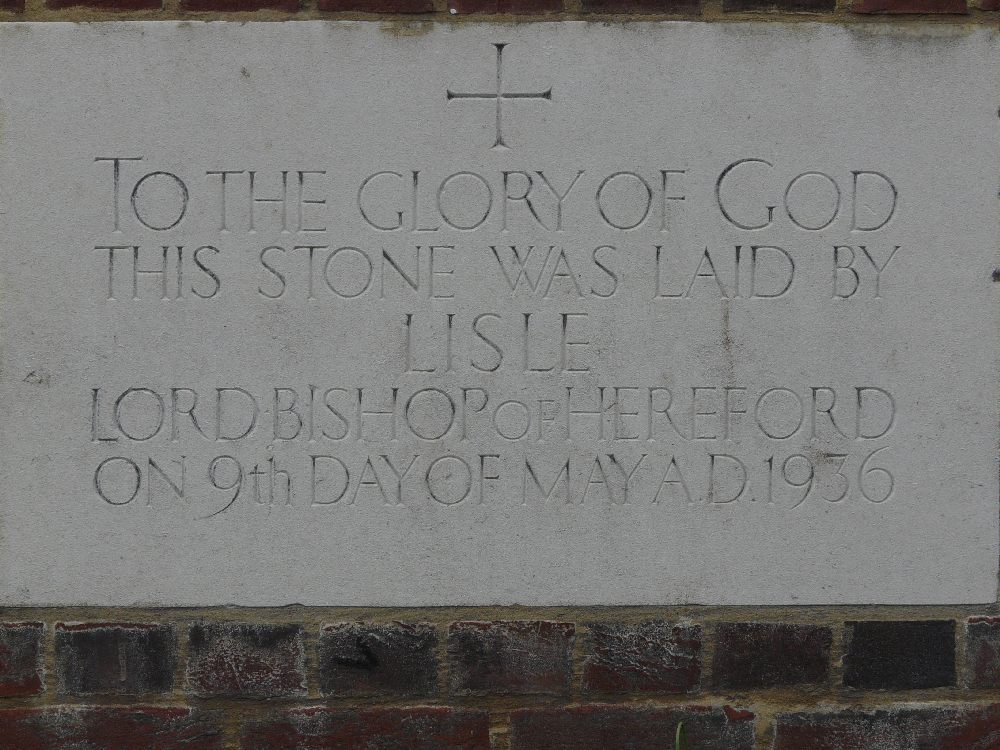 TO THE GLORY OF GOD
THIS STONE WAS LAID BY
LISLE
LORD BISHOP OF HEREFORD
ON 9th DAY OF MAY A.D. 1936